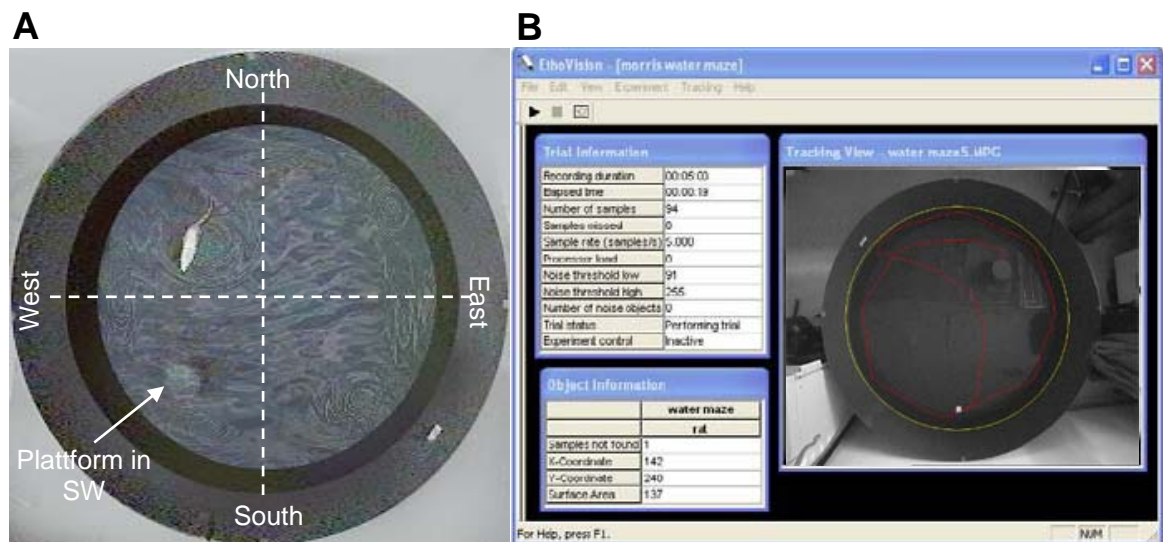 A
B
North
West
East
Plattform in
SW
South
EthoVision - [morris water maze]
File Edit View Experiment Tracking Help
Trial Information
Recording duration 00:05:03
Elapsed time 00:00:19
Number of samples 94
Samples missed 0
Sample rate (samples/s) 5.000
Processor load 0
Noise threshold low 91
Noise threshold high 255
Number of noise objects 0
Trial status Performing trial
Experiment control Inactive
Object Information
water maze
rat
Samples not found 1
X-Coordinate 142
Y-Coordinate 240
Surface Area 137
Tracking View - water maze5.MPG
For Help, press F1.
NUM